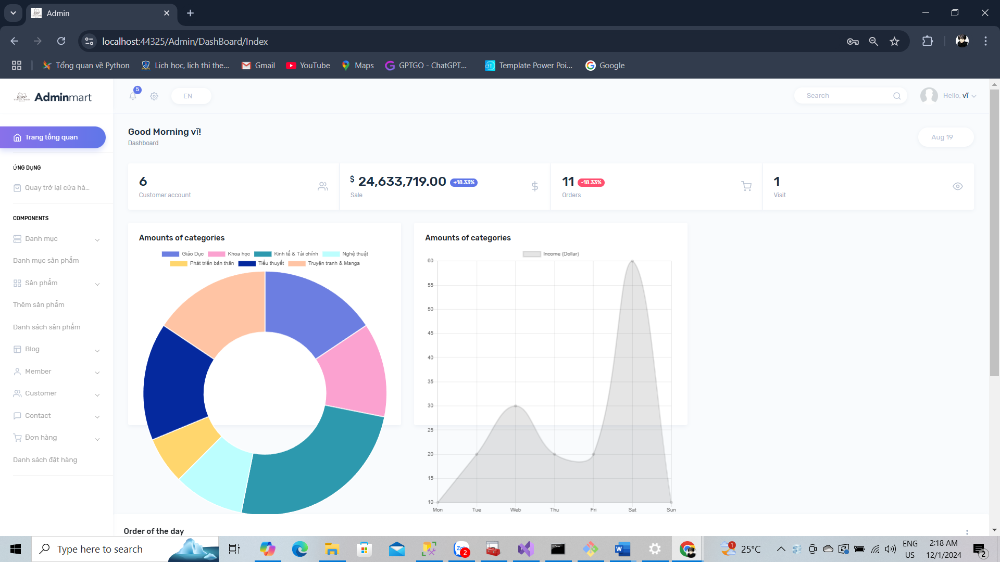 Admin
localhost:44325/Admin/DashBoard/Index
Tổng quan về Python
Lịch học, lịch thi the...
Gmail
YouTube
Maps
GPTGO - ChatGPT...
Template Power Poi...
Google
Adminmart
5
EN
Search
Hello, vĩ
Trang tổng quan
Good Morning vĩ!
Dashboard
Aug 19
ỨNG DỤNG
Quay trở lại cửa hà...
6
Customer account
$ 24,633,719.00 +18.33%
Sale
11 -18.33%
Orders
1
Visit
COMPONENTS
Danh mục
Danh mục sản phẩm
Sản phẩm
Thêm sản phẩm
Danh sách sản phẩm
Blog
Member
Customer
Contact
Đơn hàng
Danh sách đặt hàng
Amounts of categories
Giáo Dục Khoa học Kinh tế & Tài chính Nghệ thuật
Phát triển bản thân Tiểu thuyết Truyện tranh & Manga
Amounts of categories
Income (Dollar)
60
55
50
45
40
35
30
25
20
15
10
Mon Tue Web Thu Fri Sat Sun
Order of the day
Type here to search
Zalo
2
1
25°C
ENG
US
2:18 AM
12/1/2024
2